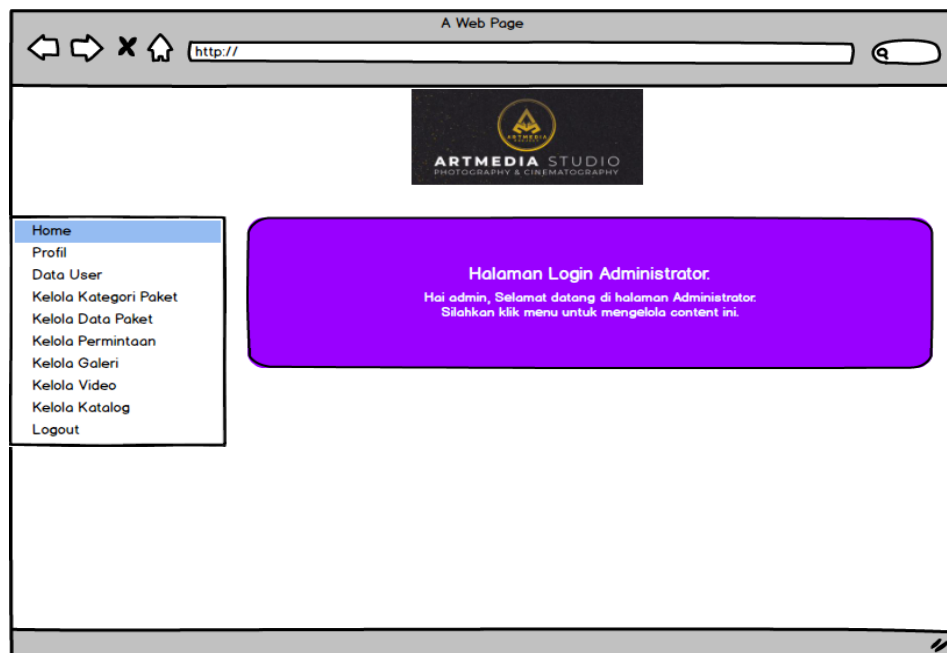 A Web Page
http://
ARTMEDIA
ARTMEDIA STUDIO
PHOTOGRAPHY & CINEMATOGRAPHY
Home
Profil
Data User
Kelola Kategori Paket
Kelola Data Paket
Kelola Permintaan
Kelola Galeri
Kelola Video
Kelola Katalog
Logout
Halaman Login Administrator.
Hai admin, Selamat datang di halaman Administrator.
Silahkan klik menu untuk mengelola content ini.